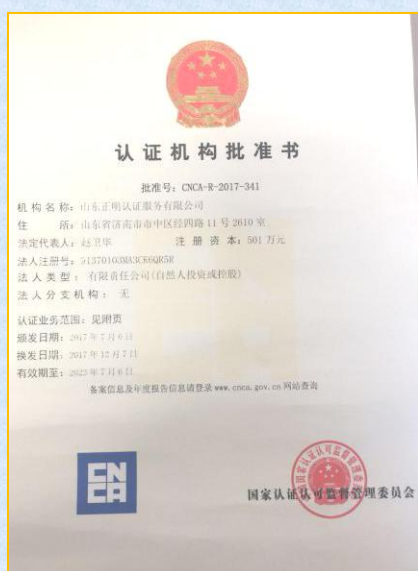 认证机构批准书
批准号：CNCA-R-2017-341
机构名称：山东正明认证服务有限公司
住 所：山东省济南市市中区经四路11号2610室
法定代表人：赵卫华 注册资本：501万元
法人注册号：91370103MA3CK6QR5R
法人类型：有限责任公司(自然人投资或控股)
法人分支机构：无
认证业务范围：见附页
颁发日期：2017年7月6日
换发日期：2017年12月7日
有效期至：2023年7月6日
备案信息及年度报告信息请登录www.cnca.gov.cn网站查询
CN
CA
国家认证认可监督管理委员会